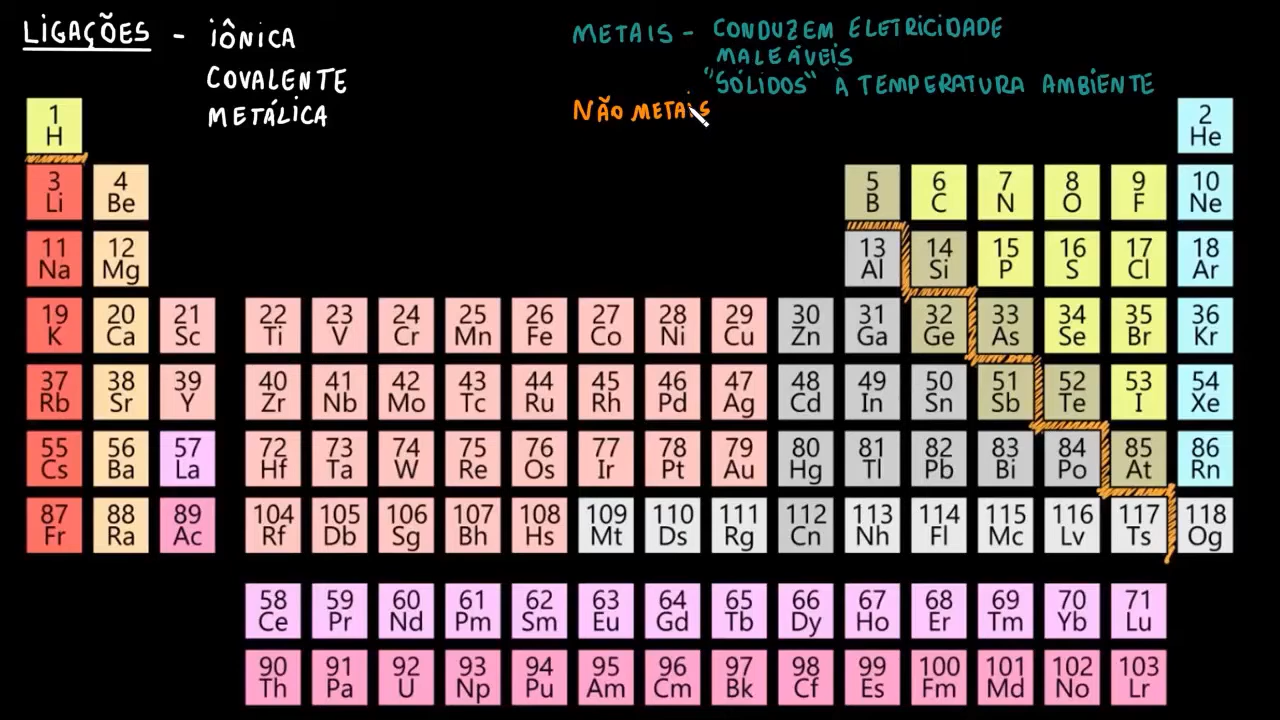 LIGAÇÕES - IÔNICA
COVALENTE
METÁLICA
METAIS - CONDUZEM ELETRICIDADE
MALEÁVEIS
"SÓLIDOS" À TEMPERATURA AMBIENTE
NÃO METAIS
1 2
H He
3 4 5 6 7 8 9 10
Li Be B C N O F Ne
11 12 13 14 15 16 17 18
Na Mg Al Si P S Cl Ar
19 20 21 22 23 24 25 26 27 28 29 30 31 32 33 34 35 36
K Ca Sc Ti V Cr Mn Fe Co Ni Cu Zn Ga Ge As Se Br Kr
37 38 39 40 41 42 43 44 45 46 47 48 49 50 51 52 53 54
Rb Sr Y Zr Nb Mo Tc Ru Rh Pd Ag Cd In Sn Sb Te I Xe
55 56 57 72 73 74 75 76 77 78 79 80 81 82 83 84 85 86
Cs Ba La Hf Ta W Re Os Ir Pt Au Hg Tl Pb Bi Po At Rn
87 88 89 104 105 106 107 108 109 110 111 112 113 114 115 116 117 118
Fr Ra Ac Rf Db Sg Bh Hs Mt Ds Rg Cn Nh Fl Mc Lv Ts Og
58 59 60 61 62 63 64 65 66 67 68 69 70 71
Ce Pr Nd Pm Sm Eu Gd Tb Dy Ho Er Tm Yb Lu
90 91 92 93 94 95 96 97 98 99 100 101 102 103
Th Pa U Np Pu Am Cm Bk Cf Es Fm Md No Lr